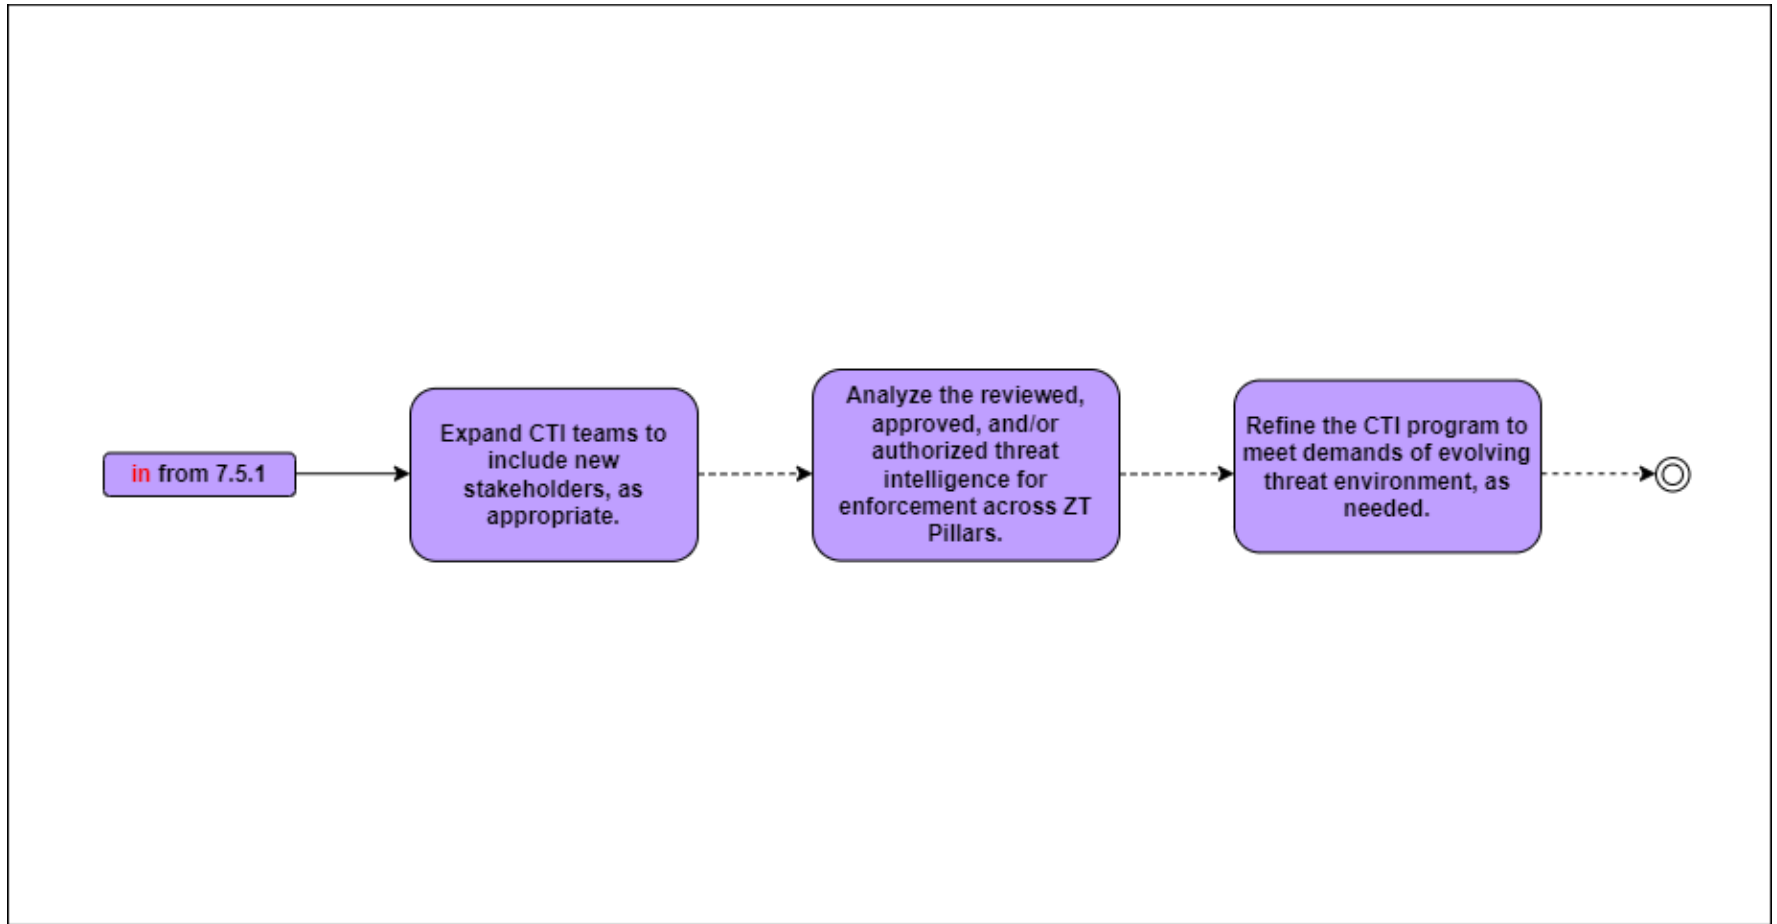 in from 7.5.1
Expand CTI teams to
include new
stakeholders, as
appropriate.
Analyze the reviewed,
approved, and/or
authorized threat
intelligence for
enforcement across ZT
Pillars.
Refine the CTI program to
meet demands of evolving
threat environment, as
needed.